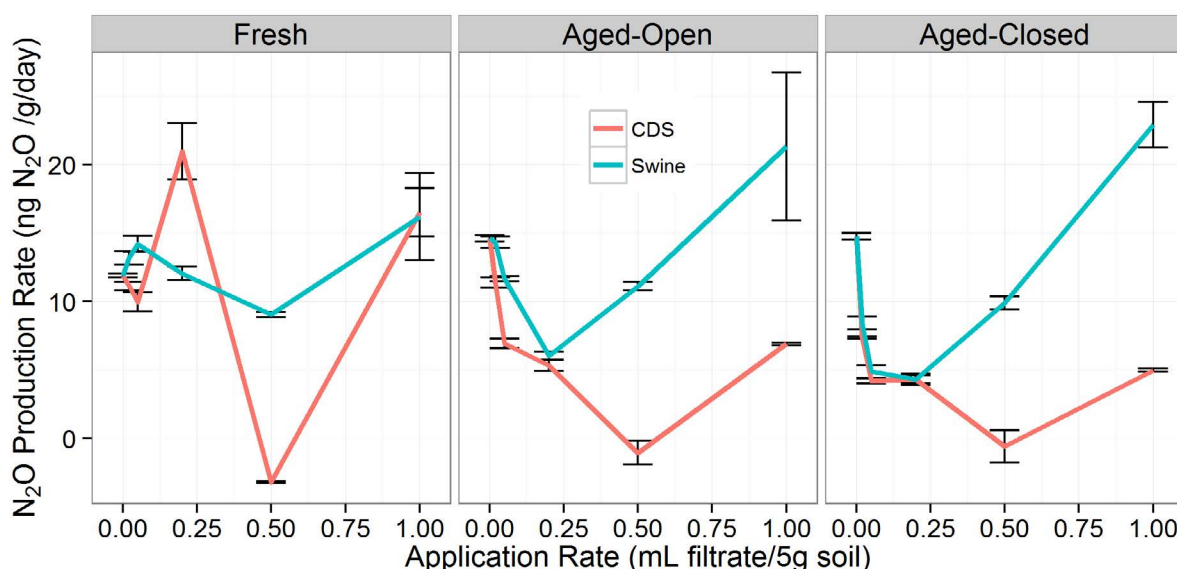 Fresh Aged-Open Aged-Closed
N₂O Production Rate (ng N₂O /g/day)
20
10
0
CDS
Swine
0.00 0.25 0.50 0.75 1.00 0.00 0.25 0.50 0.75 1.00 0.00 0.25 0.50 0.75 1.00
Application Rate (mL filtrate/5g soil)